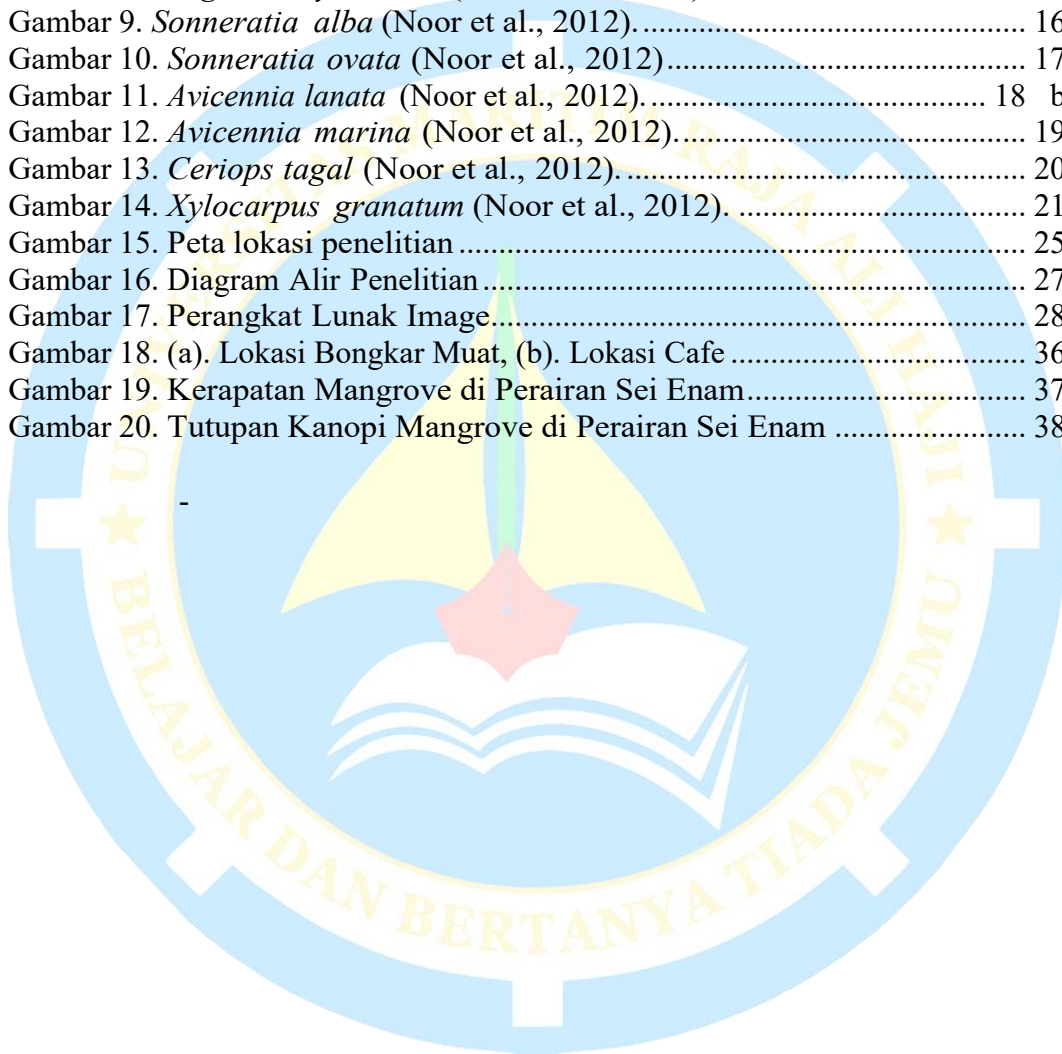 Gambar 9. Sonneratia alba (Noor et al., 2012). .......................................................... 16
Gambar 10. Sonneratia ovata (Noor et al., 2012) ....................................................... 17
Gambar 11. Avicennia lanata (Noor et al., 2012). .................................................. 18 b
Gambar 12. Avicennia marina (Noor et al., 2012). ..................................................... 19
Gambar 13. Ceriops tagal (Noor et al., 2012). ............................................................ 20
Gambar 14. Xylocarpus granatum (Noor et al., 2012). .............................................. 21
Gambar 15. Peta lokasi penelitian ................................................................................ 25
Gambar 16. Diagram Alir Penelitian ............................................................................. 27
Gambar 17. Perangkat Lunak Image ............................................................................ 28
Gambar 18. (a). Lokasi Bongkar Muat, (b). Lokasi Cafe ............................................. 36
Gambar 19. Kerapatan Mangrove di Perairan Sei Enam .......................................... 37
Gambar 20. Tutupan Kanopi Mangrove di Perairan Sei Enam ............................... 38
-
UNIVERSITAS MARITIM RAJA ALI HAJI
BELAJAR DAN BERTANYA TIADA JEMU